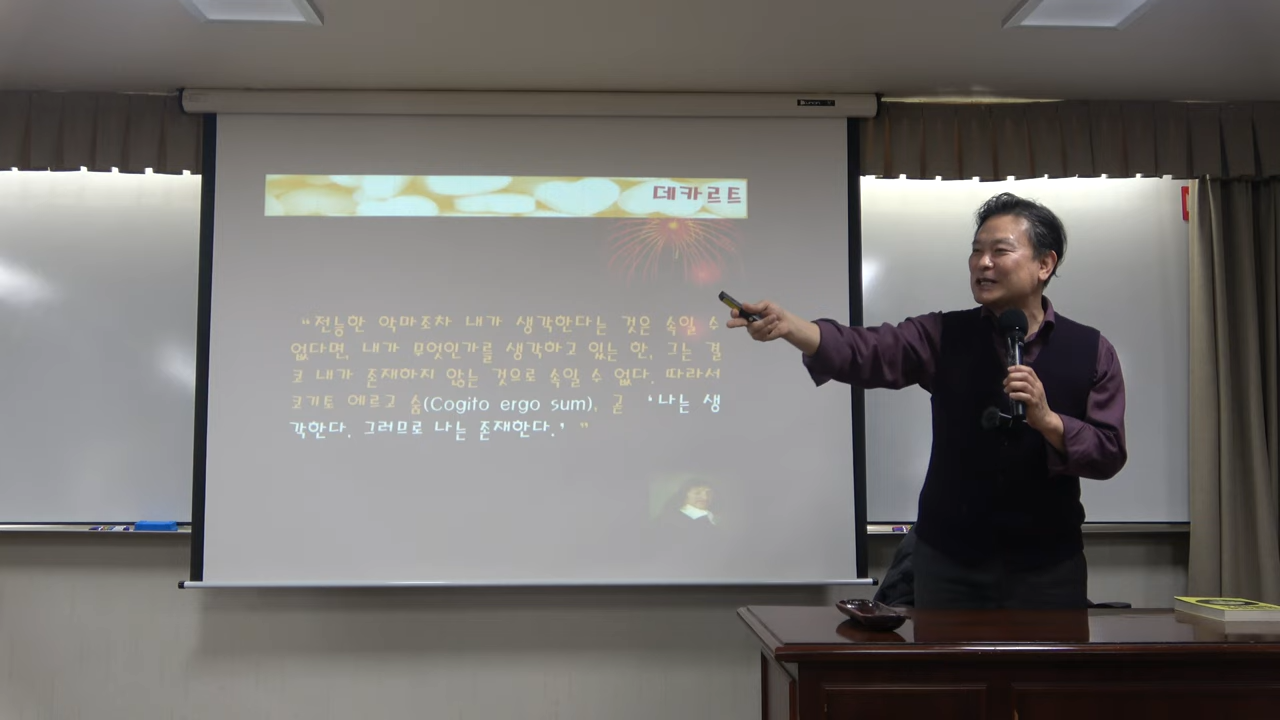 데카르트
“전능한 악마조차 내가 생각한다는 것은 속일 수
없다면, 내가 무엇인가를 생각하고 있는 한, 그는 결
코 내가 존재하지 않는 것으로 속일 수 없다. 따라서
코기토 에르고 숨(Cogito ergo sum), 곧 ‘나는 생
각한다. 그러므로 나는 존재한다.’ ”